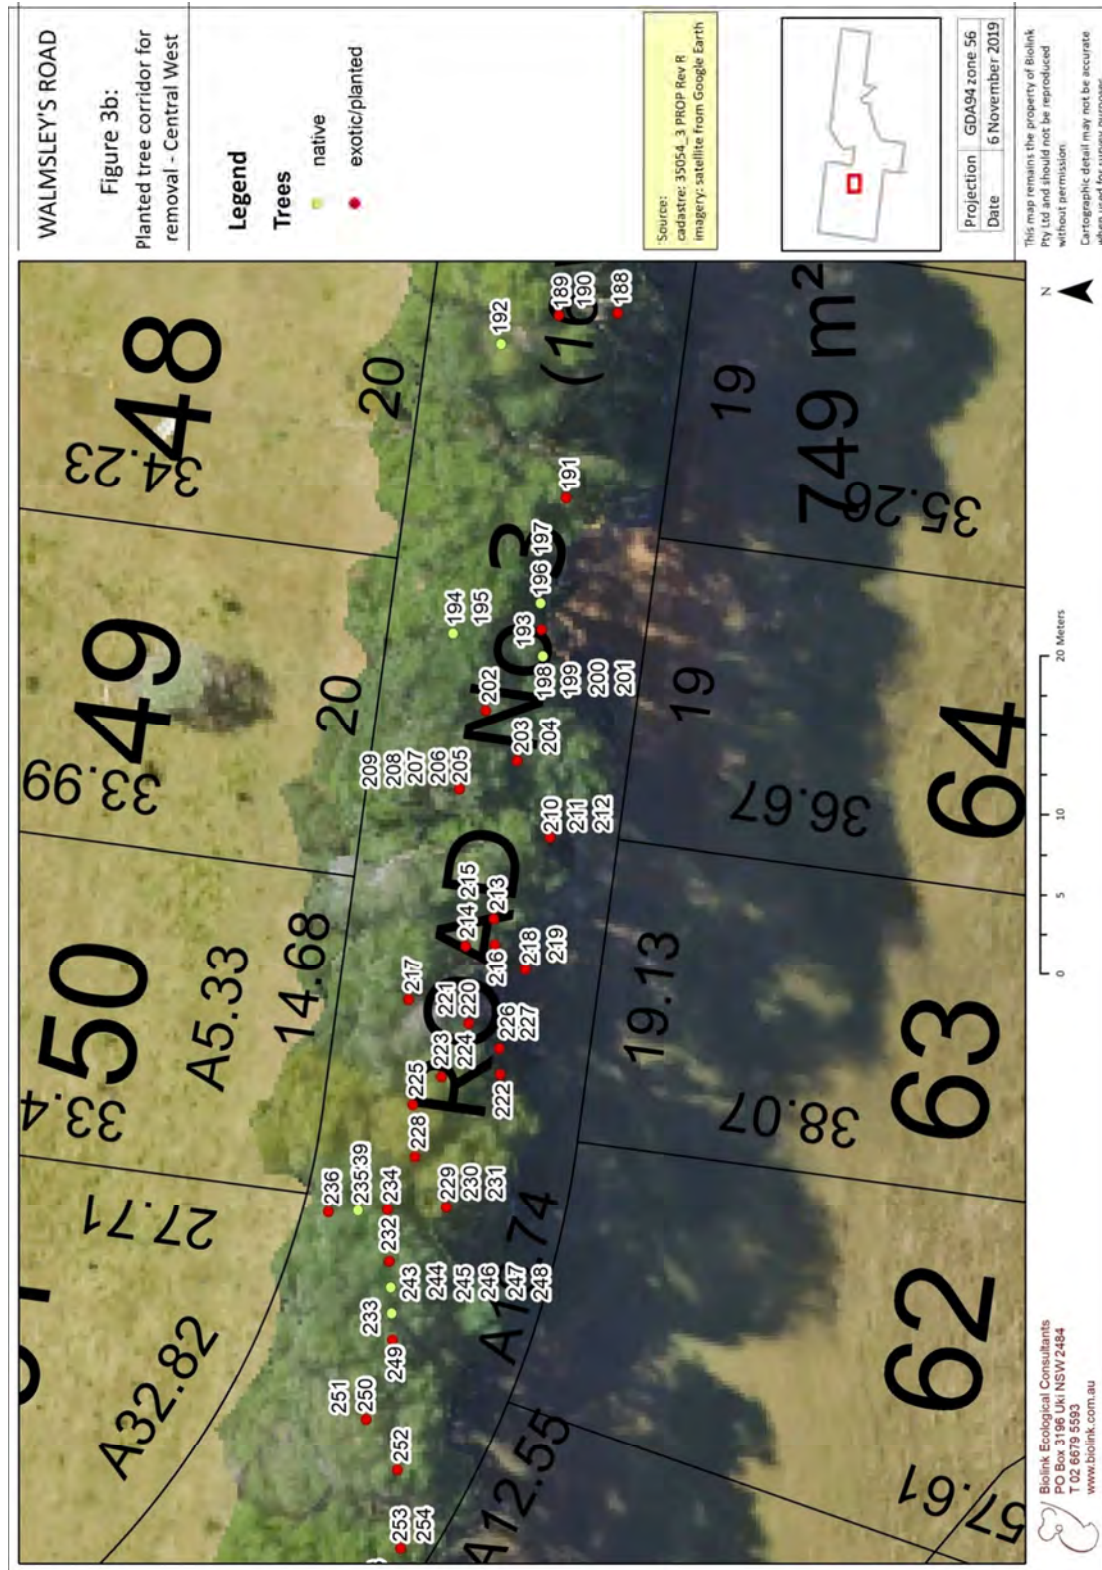 WALMSLEY'S ROAD
Figure 3b:
Planted tree corridor for
removal - Central West
Legend
Trees
native
exotic/planted
Source:
cadastre: 35054_3 PROP Rev R
imagery: satellite from Google Earth
Projection GDA94 zone 56
Date 6 November 2019
This map remains the property of Biolink
Pty Ltd and should not be reproduced
without permission.
Cartographic detail may not be accurate
when used for survey purposes
N
48
49
50
34.23
33.99
33.4
27.71
20
20
14.68
A5.33
A32.82
ROAD No 3
(16
192
189
190
188
191
197
196
194
195
193
198
199
200
201
202
203
204
209
208
207
206
205
210
211
212
214 215
213
216
218
219
217
221
220
226
227
223
224
222
225
228
229
230
231
236
235
39
234
232
243
244
245
246
247
248
233
249
251
250
252
253
254
19
19
19.13
A12.55
749 m²
35.26
36.67
38.07
57.61
64
63
62
0 5 10 20 Meters
Biolink Ecological Consultants
PO Box 3196 Uki NSW 2484
T 02 6679 5593
www.biolink.com.au